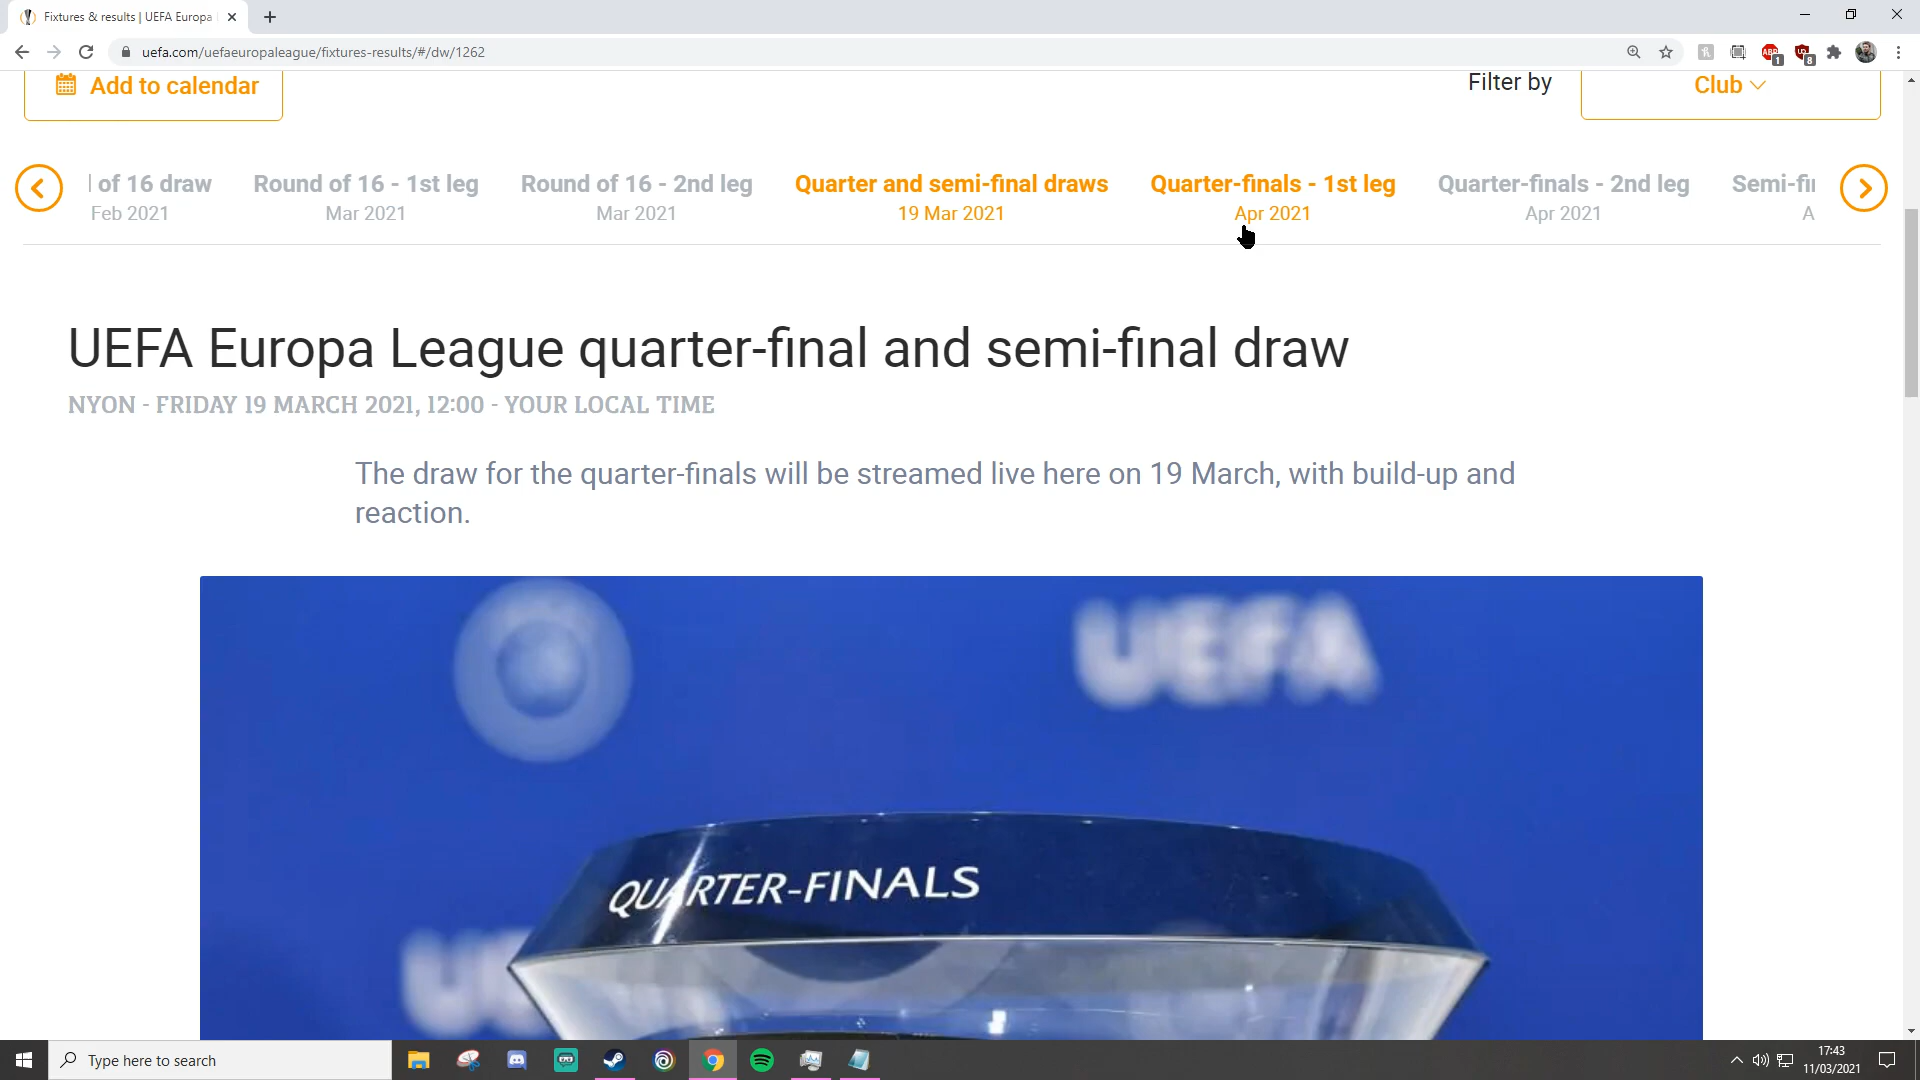 Fixtures & results | UEFA Europa
uefa.com/uefaeuropaleague/fixtures-results/#/dw/1262
1
8
Add to calendar
Filter by
Club
l of 16 draw
Feb 2021
Round of 16 - 1st leg
Mar 2021
Round of 16 - 2nd leg
Mar 2021
Quarter and semi-final draws
19 Mar 2021
Quarter-finals - 1st leg
Apr 2021
Quarter-finals - 2nd leg
Apr 2021
Semi-fi
A
UEFA Europa League quarter-final and semi-final draw
NYON - FRIDAY 19 MARCH 2021, 12:00 - YOUR LOCAL TIME
The draw for the quarter-finals will be streamed live here on 19 March, with build-up and
reaction.
UEFA
QUARTER-FINALS
Type here to search
17:43
11/03/2021